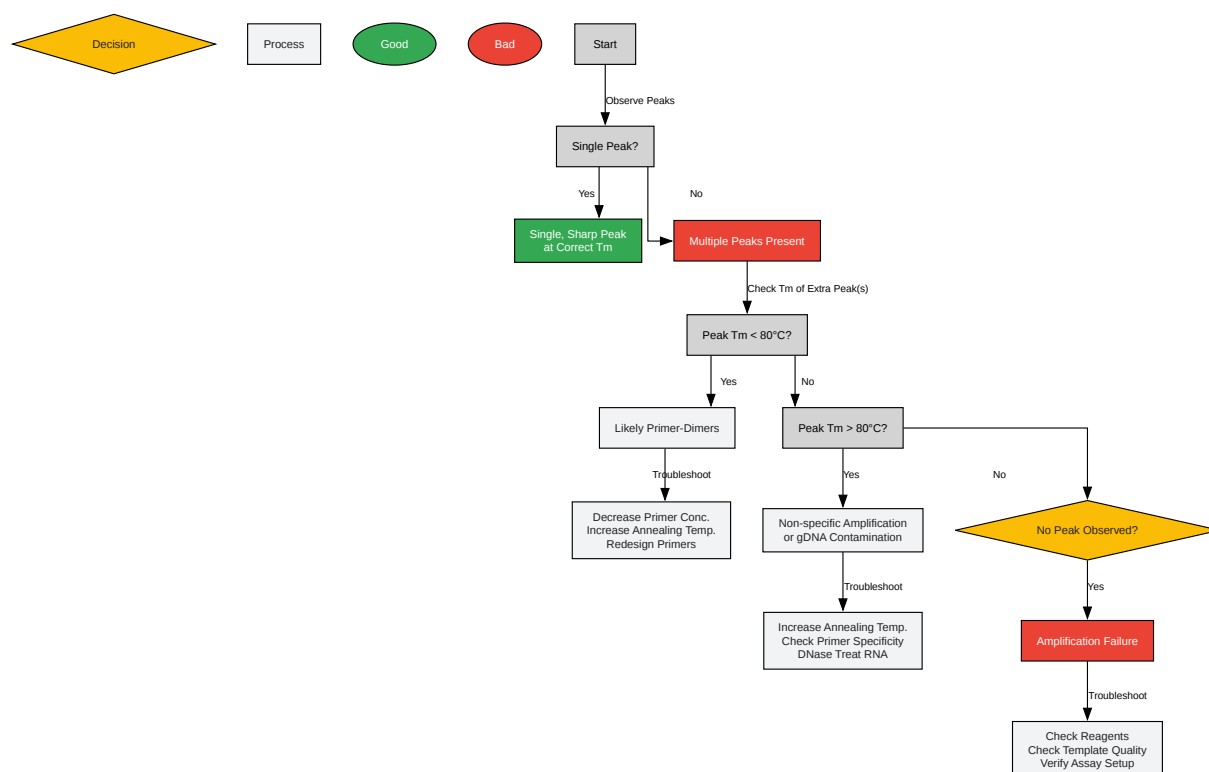 Decision
Process
Good
Bad
Start
Observe Peaks
Single Peak?
Yes
No
Single, Sharp Peak
at Correct Tm
Multiple Peaks Present
Check Tm of Extra Peak(s)
Peak Tm < 80°C?
Yes
No
Likely Primer-Dimers
Peak Tm > 80°C?
Troubleshoot
Yes
No
Decrease Primer Conc.
Increase Annealing Temp.
Redesign Primers
Non-specific Amplification
or gDNA Contamination
No Peak Observed?
Troubleshoot
Yes
Increase Annealing Temp.
Check Primer Specificity
DNase Treat RNA
Amplification Failure
Troubleshoot
Check Reagents
Check Template Quality
Verify Assay Setup